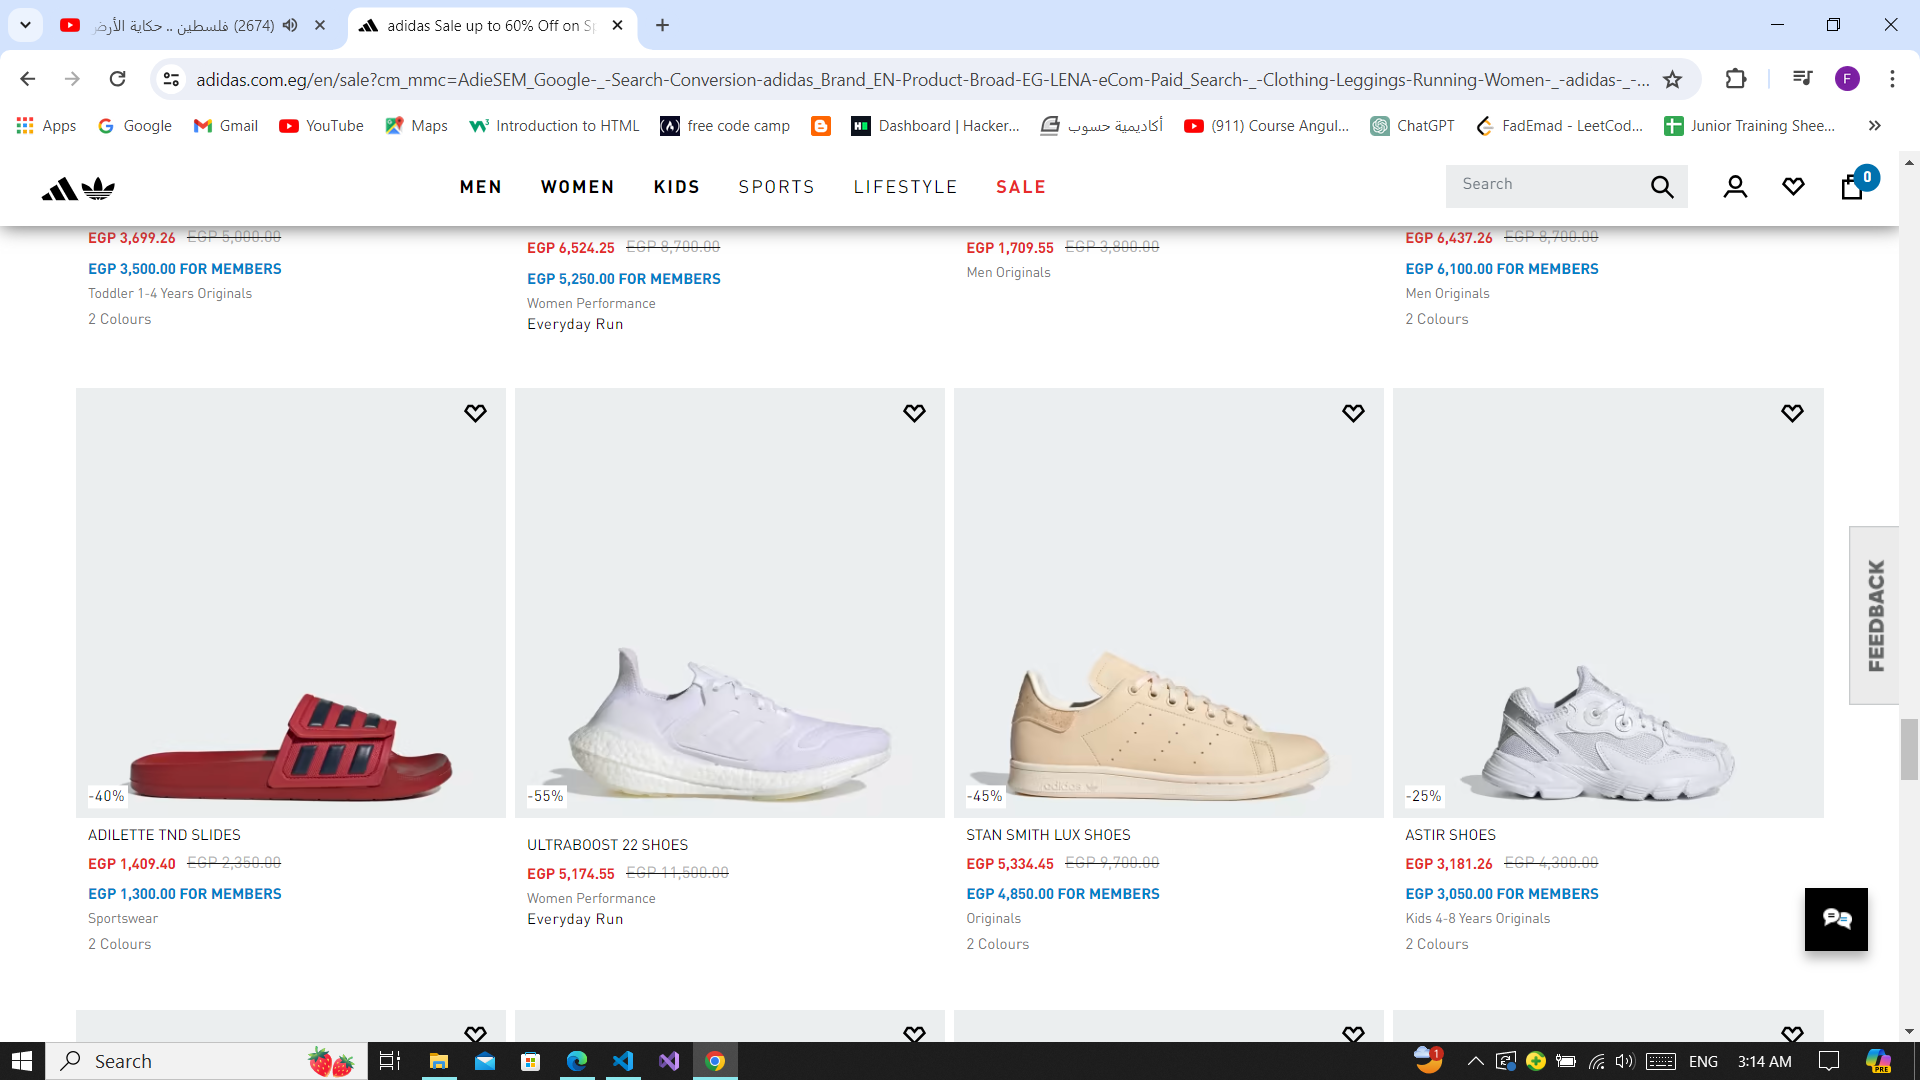 (2674) فلسطين .. حكاية الأرض
adidas Sale up to 60% Off on Sp
adidas.com.eg/en/sale?cm_mmc=AdieSEM_Google-_-Search-Conversion-adidas_Brand_EN-Product-Broad-EG-LENA-eCom-Paid_Search-_-Clothing-Leggings-Running-Women-_-adidas-_-...
F
Apps Google Gmail YouTube Maps Introduction to HTML free code camp Dashboard | Hacker... أكاديمية حسوب (911) Course Angul... ChatGPT FadEmad - LeetCod... Junior Training Shee...
MEN WOMEN KIDS SPORTS LIFESTYLE SALE
Search
0
EGP 3,699.26 EGP 5,000.00
EGP 3,500.00 FOR MEMBERS
Toddler 1-4 Years Originals
2 Colours
EGP 6,524.25 EGP 8,700.00
EGP 5,250.00 FOR MEMBERS
Women Performance
Everyday Run
EGP 1,709.55 EGP 3,800.00
Men Originals
EGP 6,437.26 EGP 8,700.00
EGP 6,100.00 FOR MEMBERS
Men Originals
2 Colours
-40%
ADILETTE TND SLIDES
EGP 1,409.40 EGP 2,350.00
EGP 1,300.00 FOR MEMBERS
Sportswear
2 Colours
-55%
ULTRABOOST 22 SHOES
EGP 5,174.55 EGP 11,500.00
Women Performance
Everyday Run
adidas
-45%
STAN SMITH LUX SHOES
EGP 5,334.45 EGP 9,700.00
EGP 4,850.00 FOR MEMBERS
Originals
2 Colours
-25%
ASTIR SHOES
EGP 3,181.26 EGP 4,300.00
EGP 3,050.00 FOR MEMBERS
Kids 4-8 Years Originals
2 Colours
FEEDBACK
Search
1
ENG
3:14 AM
PRE